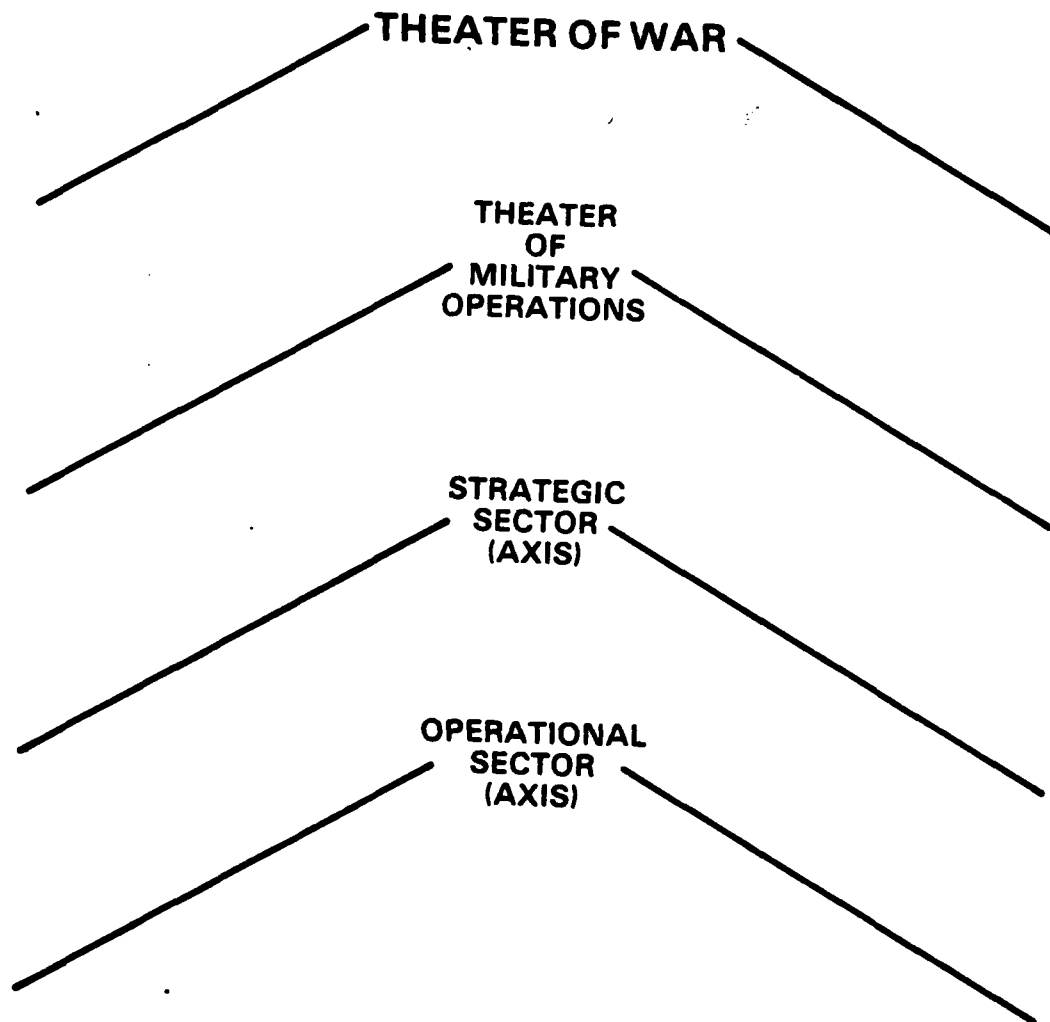 THEATER OF WAR
THEATER
OF
MILITARY
OPERATIONS
STRATEGIC
SECTOR
(AXIS)
OPERATIONAL
SECTOR
(AXIS)